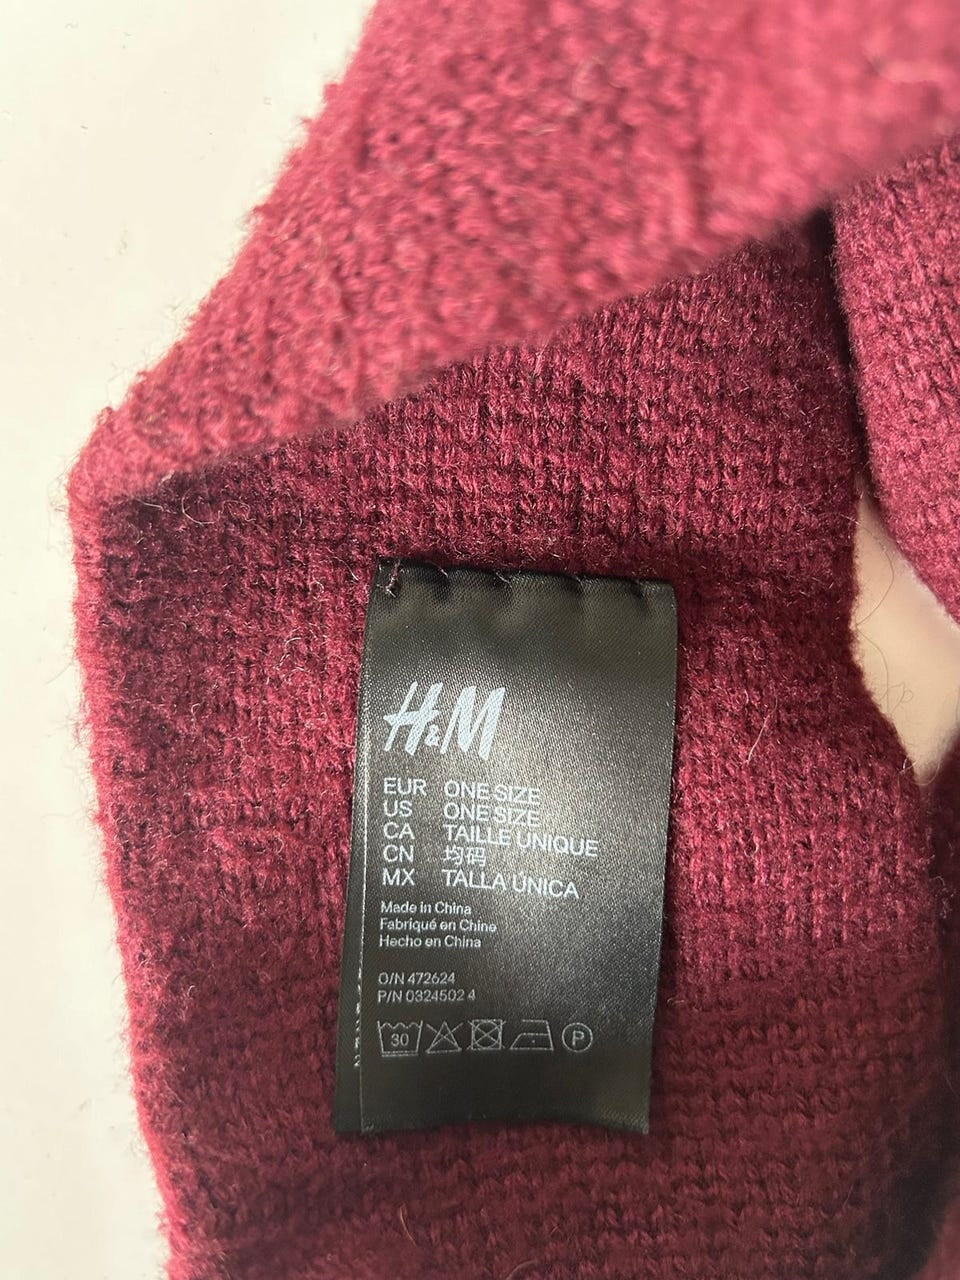 H&M
EUR ONE SIZE
US ONE SIZE
CA TAILLE UNIQUE
CN 均码
MX TALLA ÚNICA
Made in China
Fabriqué en Chine
Hecho en China
O/N 472624
P/N 0324502 4
30 P